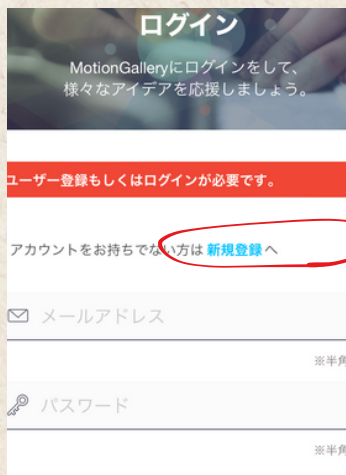 ログイン
MotionGalleryにログインをして、
様々なアイデアを応援しましょう。
ユーザー登録もしくはログインが必要です。
アカウントをお持ちでない方は 新規登録 へ
メールアドレス
※半角
パスワード
※半角